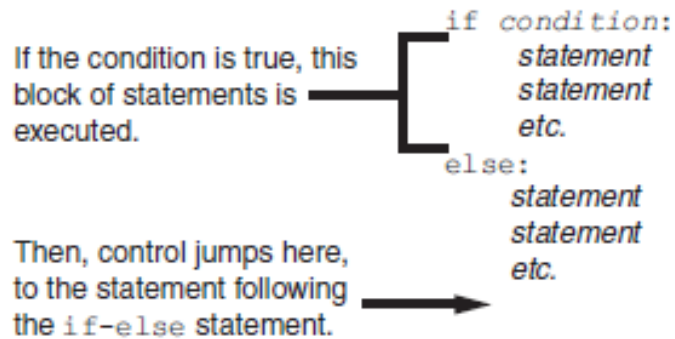 If the condition is true, this
block of statements is
executed.
if condition:
statement
statement
etc.
else:
statement
statement
etc.
Then, control jumps here,
to the statement following
the if-else statement.